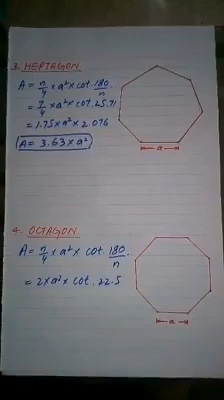 3. HEPTAGON.
A = n/4 × a² × cot 180/n.
= 7/4 × a² × cot. 25.71
= 1.75 × a² × 2.076
A = 3.63 × a²
a
4. OCTAGON.
A = n/4 × a² × cot 180/n
= 2 × a² × cot. 22.5
a